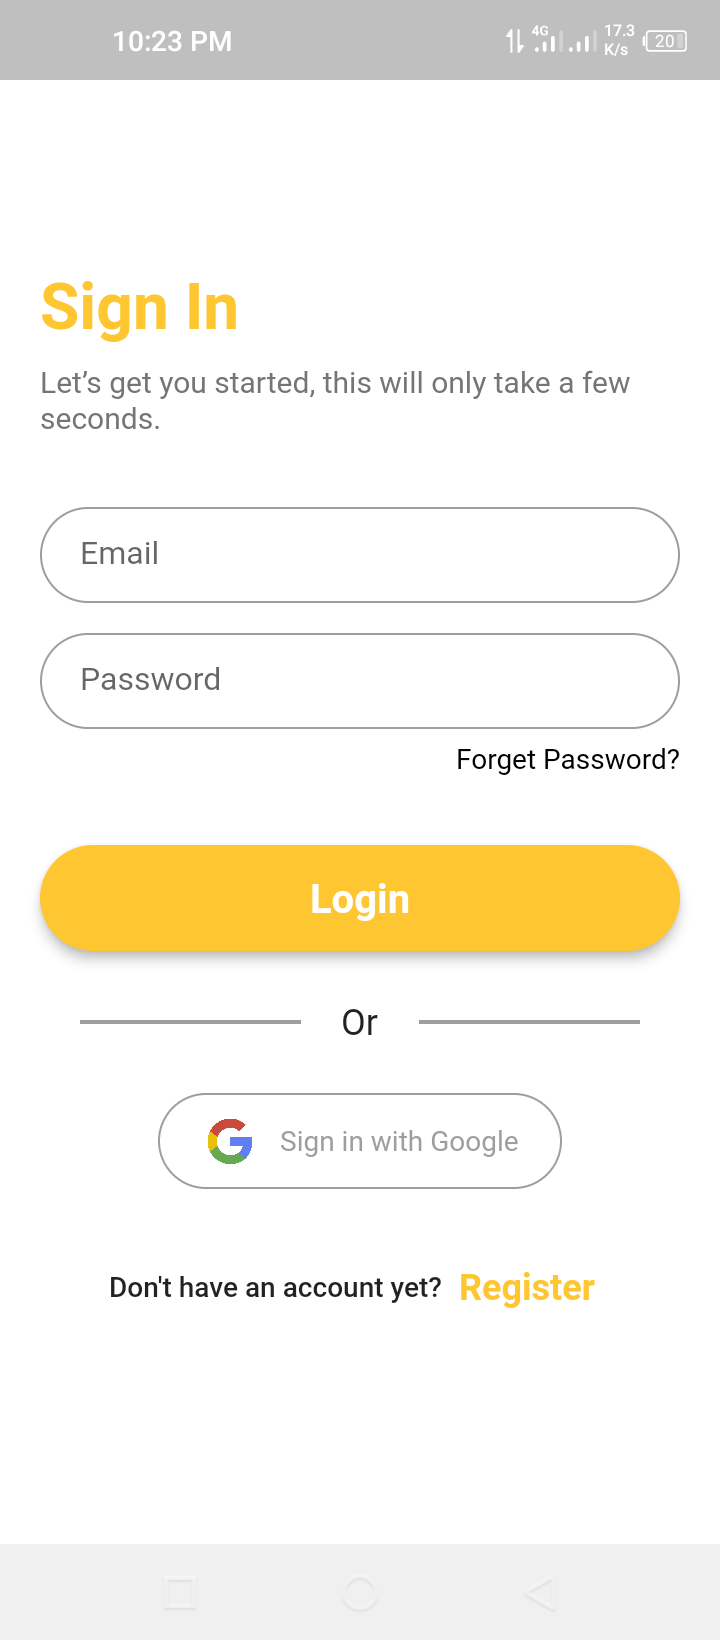 10:23 PM
4G
17.3
K/s
20
Sign In
Let’s get you started, this will only take a few
seconds.
Email
Password
Forget Password?
Login
Or
Sign in with Google
Don't have an account yet? Register